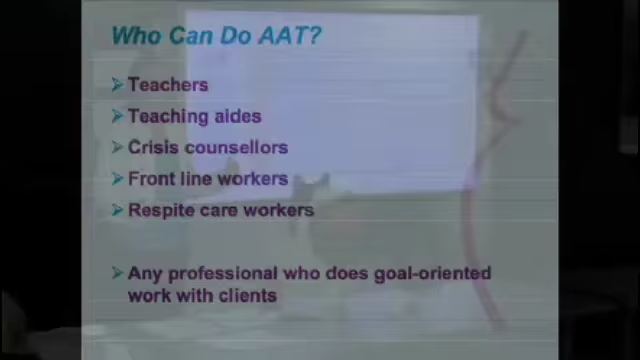 Who Can Do AAT?
Teachers
Teaching aides
Crisis counsellors
Front line workers
Respite care workers
Any professional who does goal-oriented
work with clients